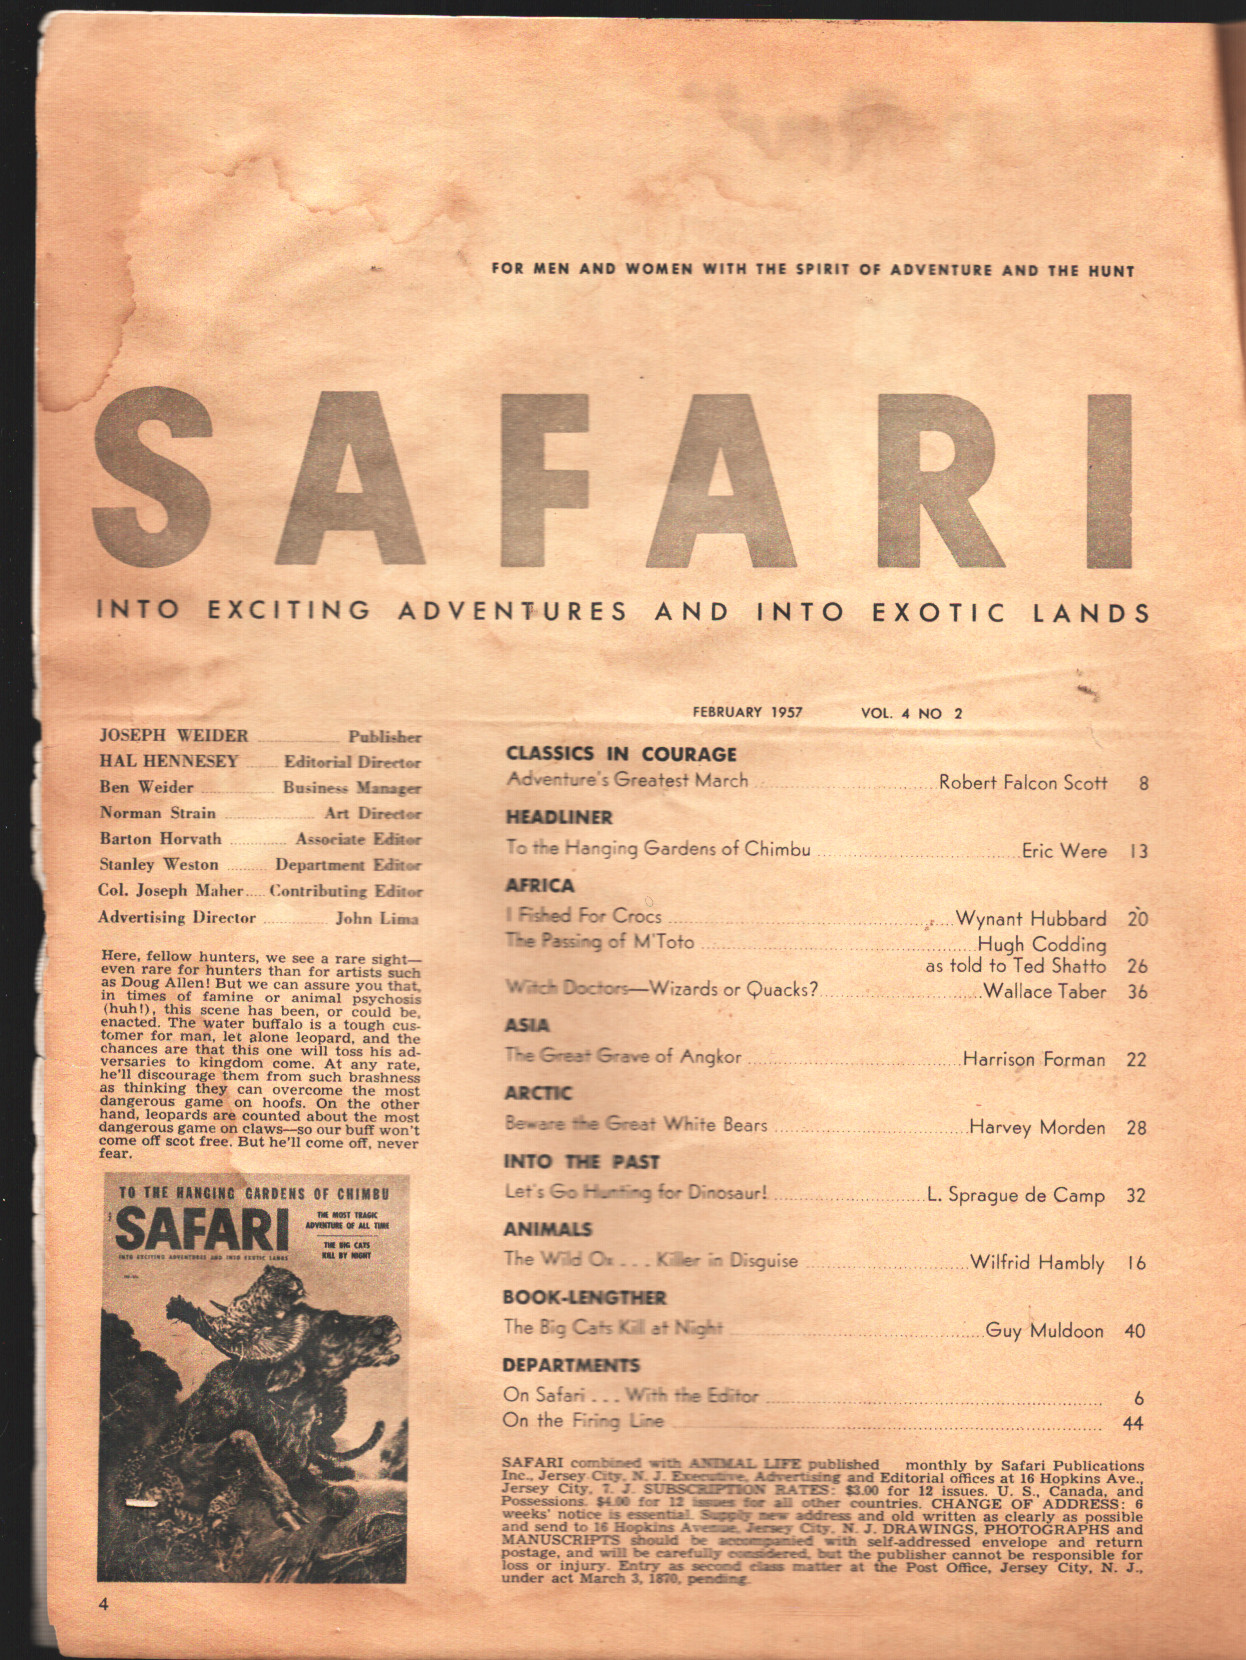 FOR MEN AND WOMEN WITH THE SPIRIT OF ADVENTURE AND THE HUNT
SAFARI
INTO EXCITING ADVENTURES AND INTO EXOTIC LANDS
FEBRUARY 1957 VOL. 4 NO 2
JOSEPH WEIDER Publisher
HAL HENNESEY Editorial Director
Ben Weider Business Manager
Norman Strain Art Director
Barton Horvath Associate Editor
Stanley Weston Department Editor
Col. Joseph Maher Contributing Editor
Advertising Director John Lima
Here, fellow hunters, we see a rare sight—
even rare for hunters than for artists such
as Doug Allen! But we can assure you that,
in times of famine or animal psychosis
(huh!), this scene has been, or could be,
enacted. The water buffalo is a tough cus-
tomer for man, let alone leopard, and the
chances are that this one will toss his ad-
versaries to kingdom come. At any rate,
he'll discourage them from such brashness
as thinking they can overcome the most
dangerous game on hoofs. On the other
hand, leopards are counted about the most
dangerous game on claws—so our buff won't
come off scot free. But he'll come off, never
fear.
TO THE HANGING GARDENS OF CHIMBU
SAFARI
THE MOST TRAGIC
ADVENTURE OF ALL TIME
THE BIG CATS
KILL BY NIGHT
INTO EXCITING ADVENTURES AND INTO EXOTIC LANDS
4
CLASSICS IN COURAGE
Adventure's Greatest March Robert Falcon Scott 8
HEADLINER
To the Hanging Gardens of Chimbu Eric Were 13
AFRICA
I Fished For Crocs Wynant Hubbard 20
The Passing of M'Toto Hugh Codding
as told to Ted Shatto 26
Witch Doctors—Wizards or Quacks? Wallace Taber 36
ASIA
The Great Grave of Angkor Harrison Forman 22
ARCTIC
Beware the Great White Bears Harvey Morden 28
INTO THE PAST
Let's Go Hunting for Dinosaur! L. Sprague de Camp 32
ANIMALS
The Wild Ox . . . Killer in Disguise Wilfrid Hambly 16
BOOK-LENGTHER
The Big Cats Kill at Night Guy Muldoon 40
DEPARTMENTS
On Safari . . . With the Editor 6
On the Firing Line 44
SAFARI combined with ANIMAL LIFE published monthly by Safari Publications
Inc., Jersey City, N. J. Executive, Advertising and Editorial offices at 16 Hopkins Ave.,
Jersey City, 7. J. SUBSCRIPTION RATES: $3.00 for 12 issues. U. S., Canada, and
Possessions. $4.00 for 12 issues for all other countries. CHANGE OF ADDRESS: 6
weeks' notice is essential. Supply new address and old written as clearly as possible
and send to 16 Hopkins Avenue, Jersey City, N. J. DRAWINGS, PHOTOGRAPHS and
MANUSCRIPTS should be accompanied with self-addressed envelope and return
postage, and will be carefully considered, but the publisher cannot be responsible for
loss or injury. Entry as second class matter at the Post Office, Jersey City, N. J.,
under act March 3, 1870, pending.